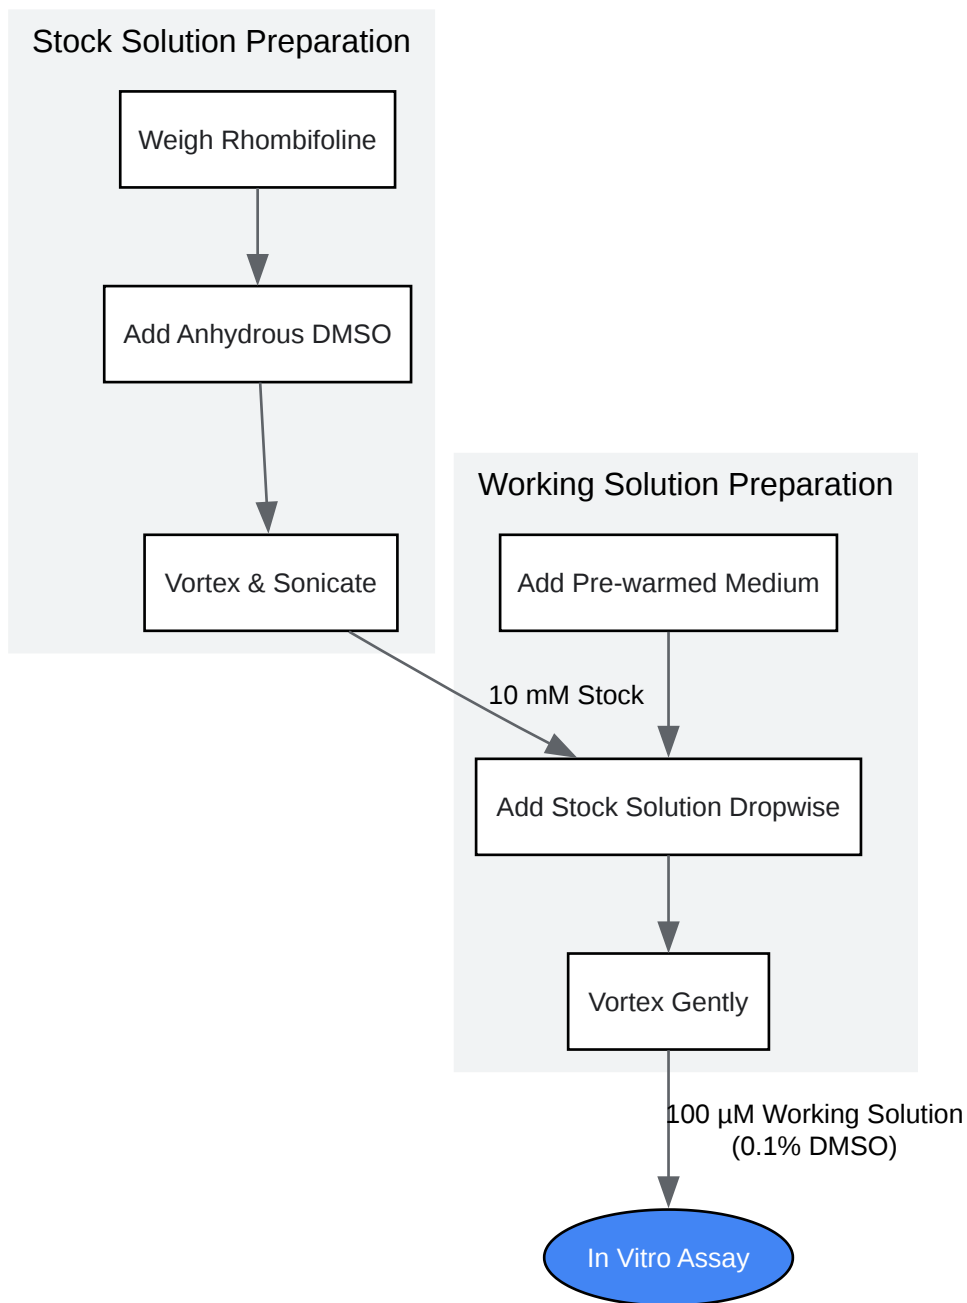 Stock Solution Preparation
Weigh Rhombifoline
Add Anhydrous DMSO
Vortex & Sonicate
Working Solution Preparation
Add Pre-warmed Medium
10 mM Stock
Add Stock Solution Dropwise
Vortex Gently
100 µM Working Solution
(0.1% DMSO)
In Vitro Assay